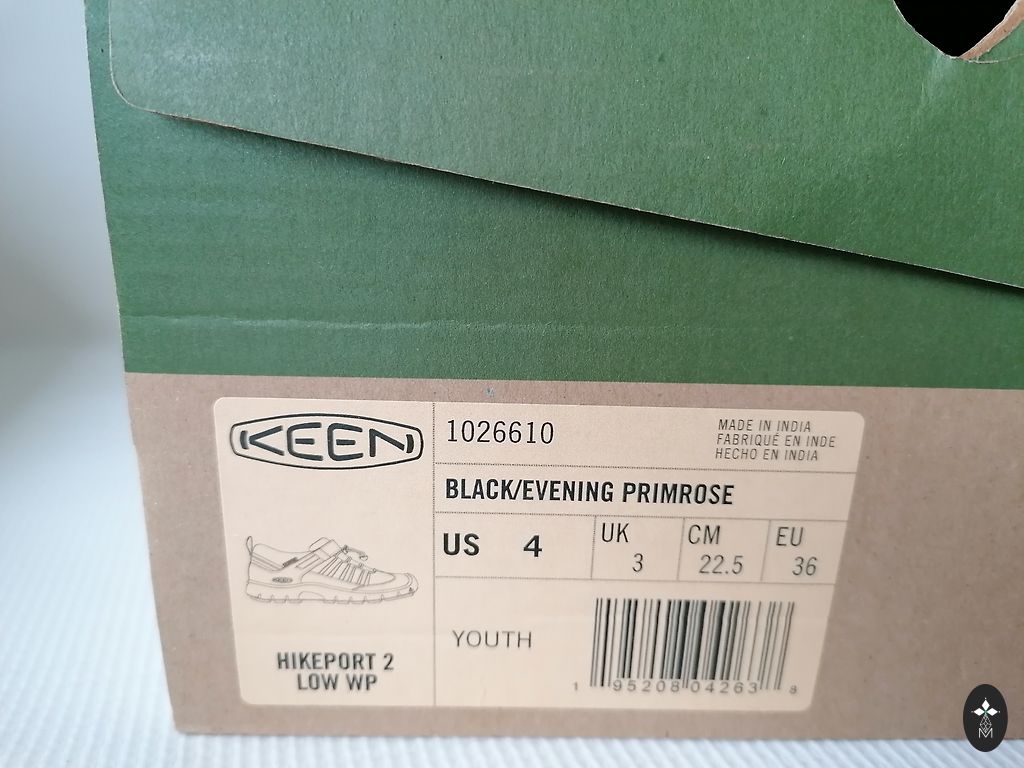 KEEN
1026610
MADE IN INDIA
FABRIQUÉ EN INDE
HECHO EN INDIA
BLACK/EVENING PRIMROSE
US 4
UK 3
CM 22.5
EU 36
KEEN
YOUTH
HIKEPORT 2
LOW WP
1 95208 04263 8
M